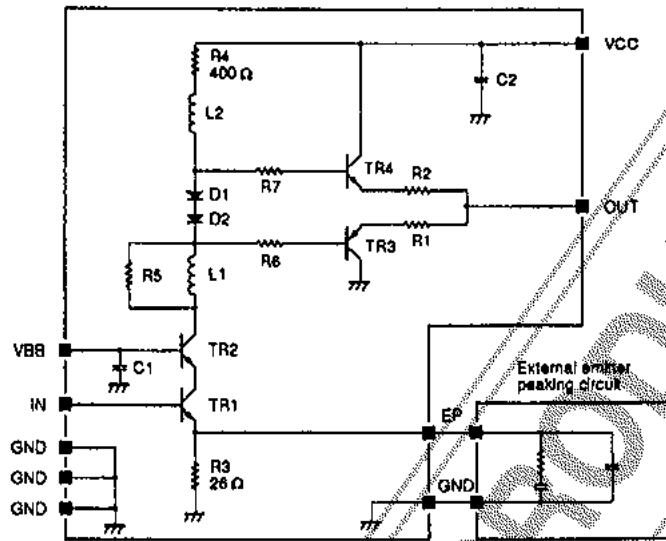 R4
400 Ω
VCC
C2
L2
TR4
R2
R7
D1
D2
OUT
TR3
R1
R6
R5
L1
VBB
TR2
C1
External emitter
peaking circuit
IN
TR1
EP
GND
R3
26 Ω
GND
GND
GND